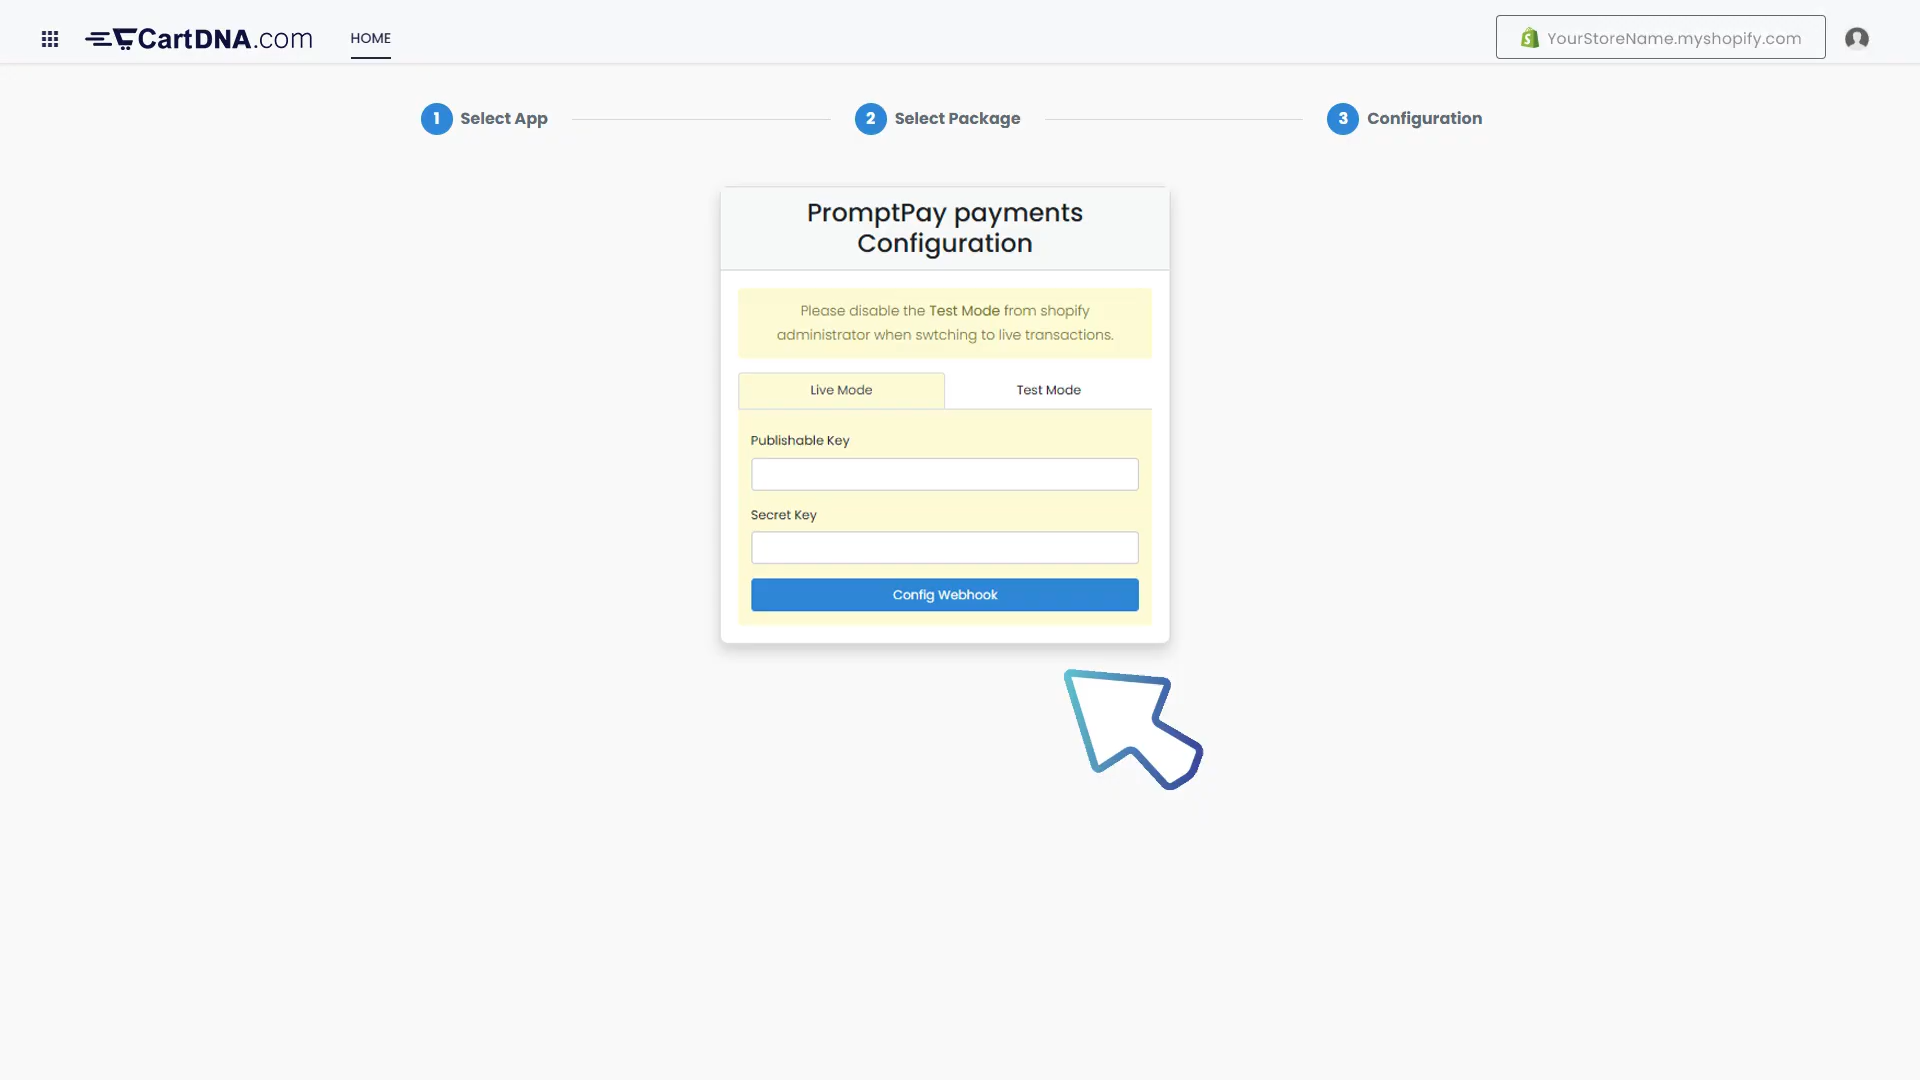 CartDNA.com
HOME
YourStoreName.myshopify.com
1 Select App
2 Select Package
3 Configuration
PromptPay payments
Configuration
Please disable the Test Mode from shopify
administrator when swtching to live transactions.
Live Mode
Test Mode
Publishable Key
Secret Key
Config Webhook